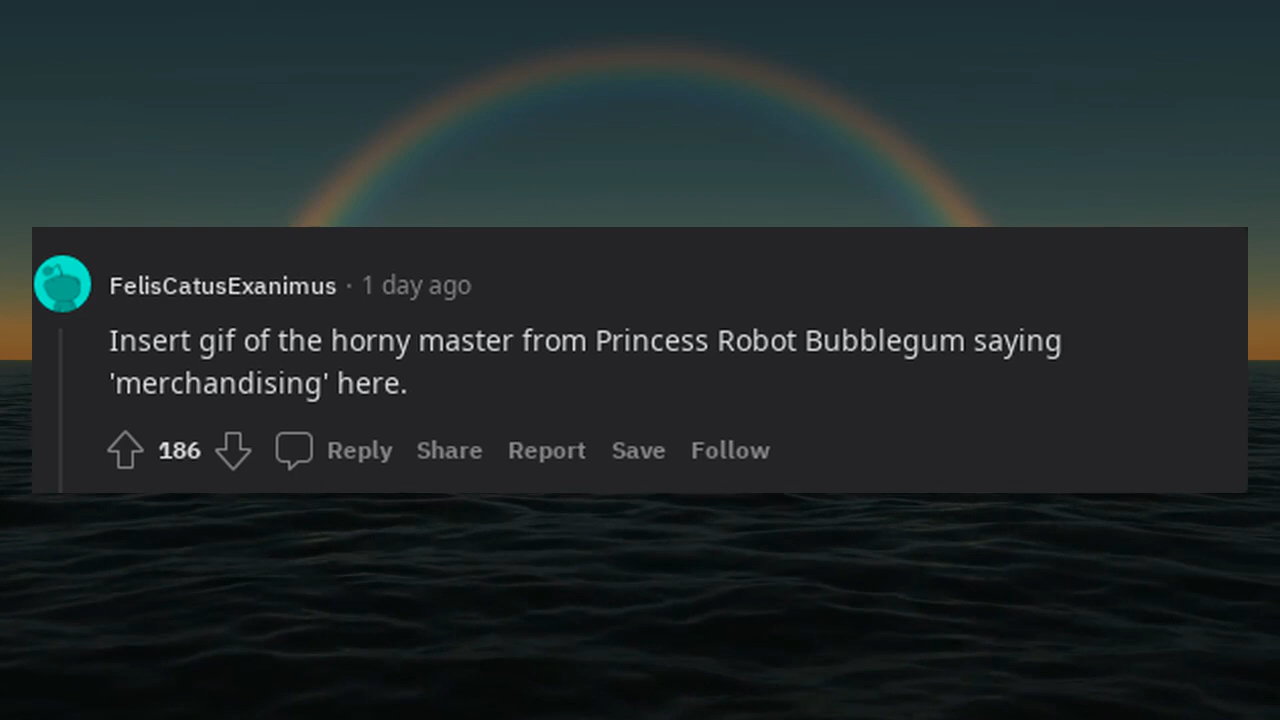 FelisCatusExanimus · 1 day ago
Insert gif of the horny master from Princess Robot Bubblegum saying
'merchandising' here.
186 Reply Share Report Save Follow